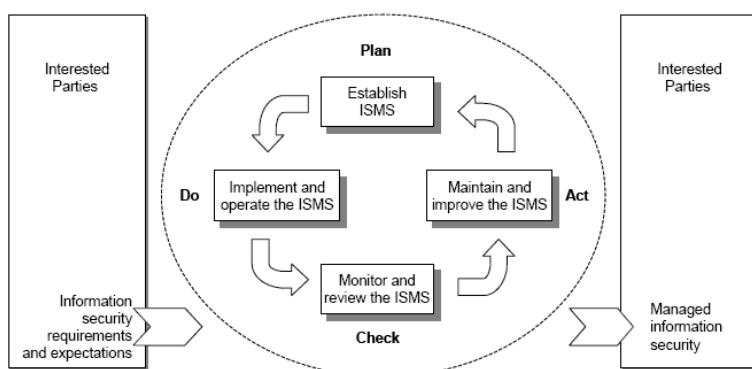 Plan
Interested
Parties
Establish
ISMS
Interested
Parties
Do
Implement and
operate the ISMS
Maintain and
improve the ISMS
Act
Monitor and
review the ISMS
Check
Information
security
requirements
and expectations
Managed
information
security